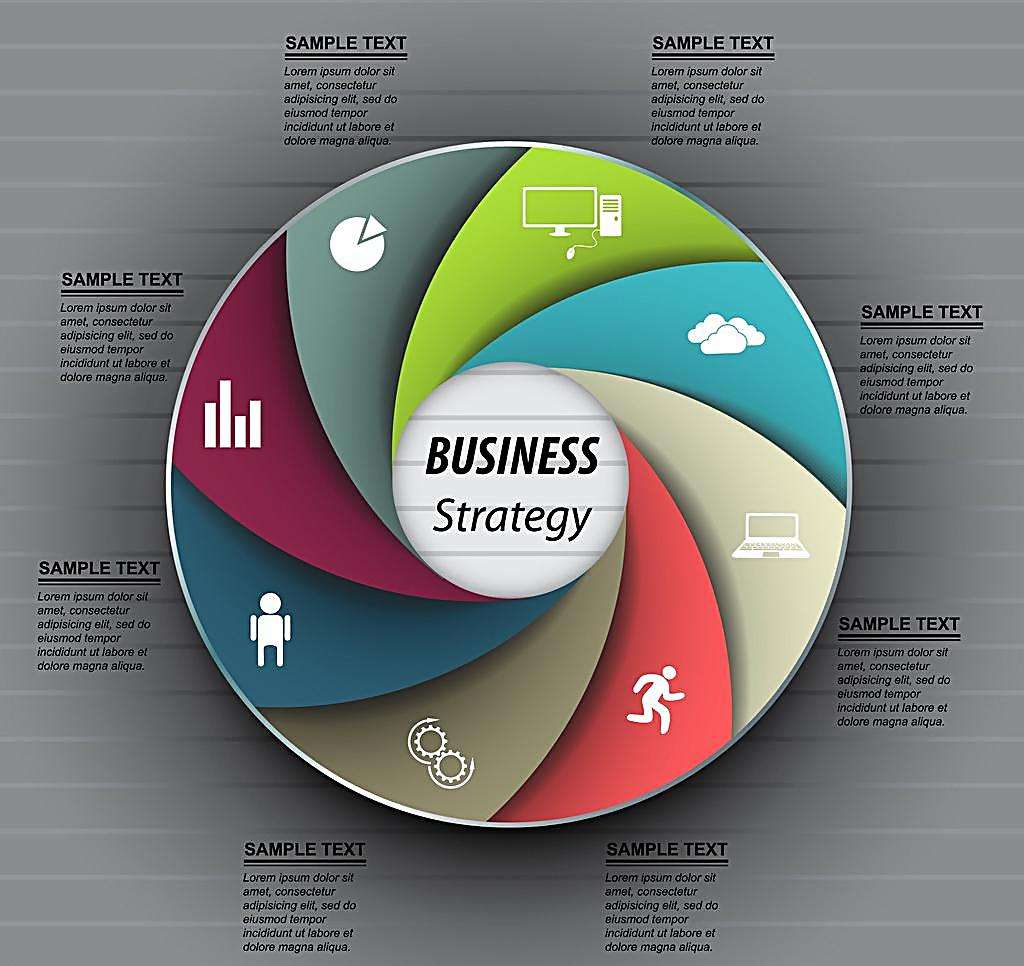 SAMPLE TEXT
Lorem ipsum dolor sit
amet, consectetur
adipisicing elit, sed do
eiusmod tempor
incididunt ut labore et
dolore magna aliqua.
SAMPLE TEXT
Lorem ipsum dolor sit
amet, consectetur
adipisicing elit, sed do
eiusmod tempor
incididunt ut labore et
dolore magna aliqua.
SAMPLE TEXT
Lorem ipsum dolor sit
amet, consectetur
adipisicing elit, sed do
eiusmod tempor
incididunt ut labore et
dolore magna aliqua.
SAMPLE TEXT
Lorem ipsum dolor sit
amet, consectetur
adipisicing elit, sed do
eiusmod tempor
incididunt ut labore et
dolore magna aliqua.
BUSINESS
Strategy
SAMPLE TEXT
Lorem ipsum dolor sit
amet, consectetur
adipisicing elit, sed do
eiusmod tempor
incididunt ut labore et
dolore magna aliqua.
SAMPLE TEXT
Lorem ipsum dolor sit
amet, consectetur
adipisicing elit, sed do
eiusmod tempor
incididunt ut labore et
dolore magna aliqua.
SAMPLE TEXT
Lorem ipsum dolor sit
amet, consectetur
adipisicing elit, sed do
eiusmod tempor
incididunt ut labore et
dolore magna aliqua.
SAMPLE TEXT
Lorem ipsum dolor sit
amet, consectetur
adipisicing elit, sed do
eiusmod tempor
incididunt ut labore et
dolore magna aliqua.